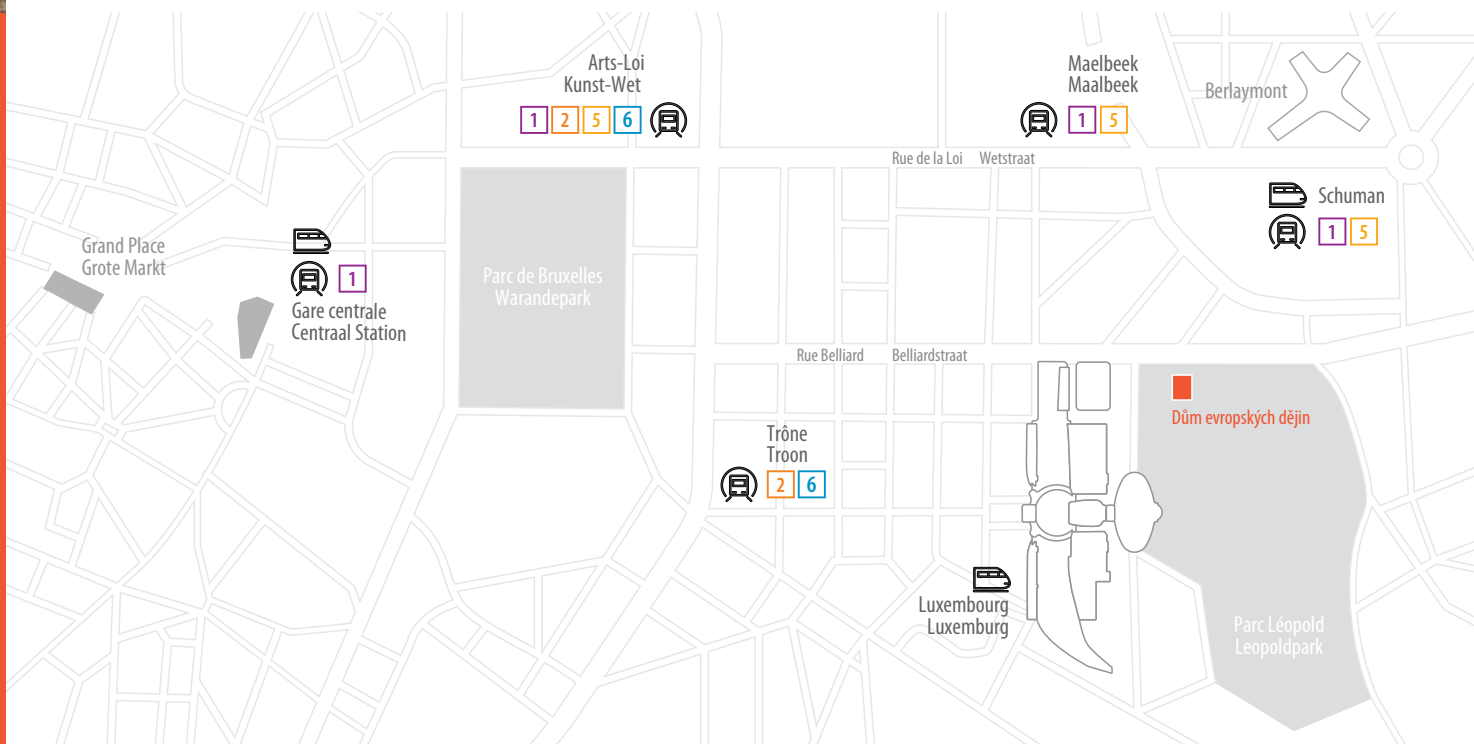 Arts-Loi
Kunst-Wet
1 2 5 6
Maelbeek
Maalbeek
1 5
Berlaymont
Rue de la Loi Wetstraat
Schuman
1 5
Grand Place
Grote Markt
1
Gare centrale
Centraal Station
Parc de Bruxelles
Warandepark
Rue Belliard Belliardstraat
Dům evropských dějin
Trône
Troon
2 6
Luxembourg
Luxemburg
Parc Léopold
Leopoldpark